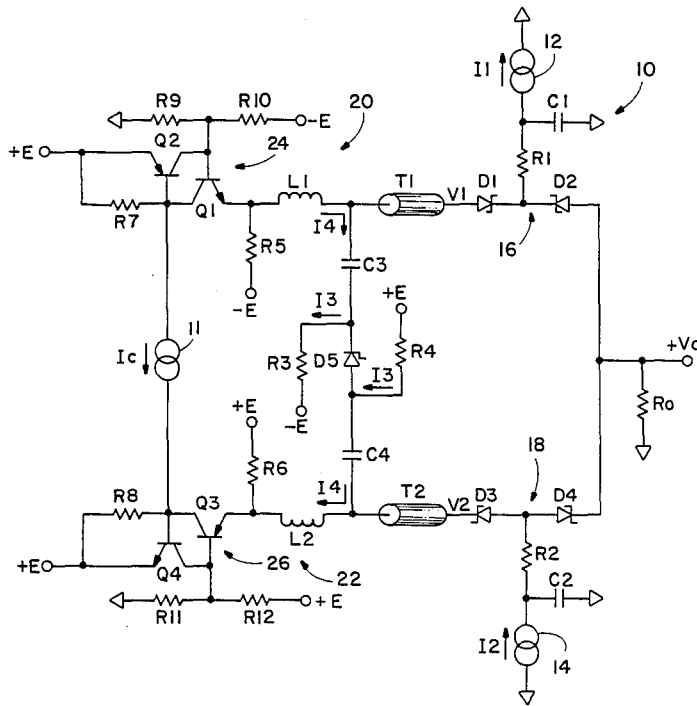 I1
12
10
C1
R9
R10
-E
20
Q2
24
+E
R1
L1
T1
V1
D1
D2
R7
Q1
I4
R5
16
C3
-E
I3
+E
11
Ic
R3
D5
R4
+Vo
I3
+E
Ro
-E
C4
18
R6
R8
Q3
I4
T2
V2
D3
D4
L2
+E
Q4
26
22
R2
C2
R11
R12
+E
I2
14